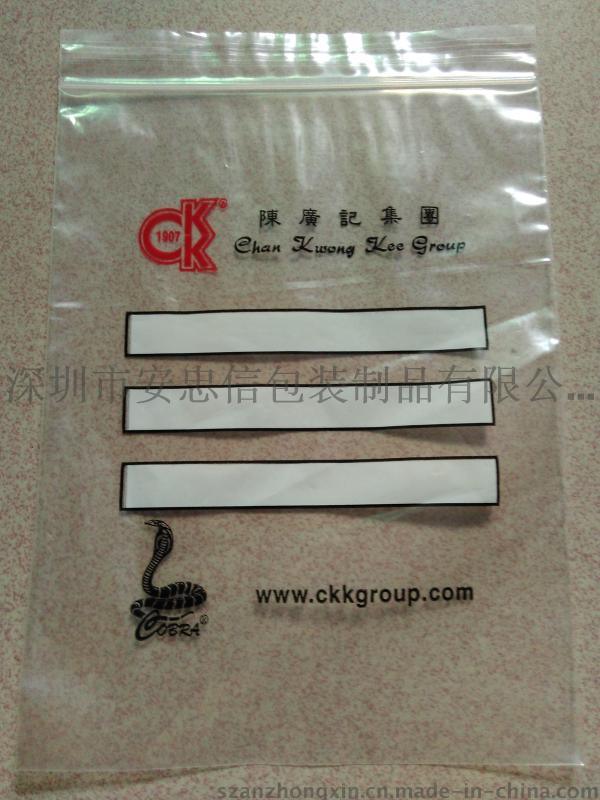 CKK®
1907
陳廣記集團
Chan Kwong Kee Group
深圳市安忠信包装制品有限公...
COBRA®
www.ckkgroup.com
szanzhongxin.cn.made-in-china.com